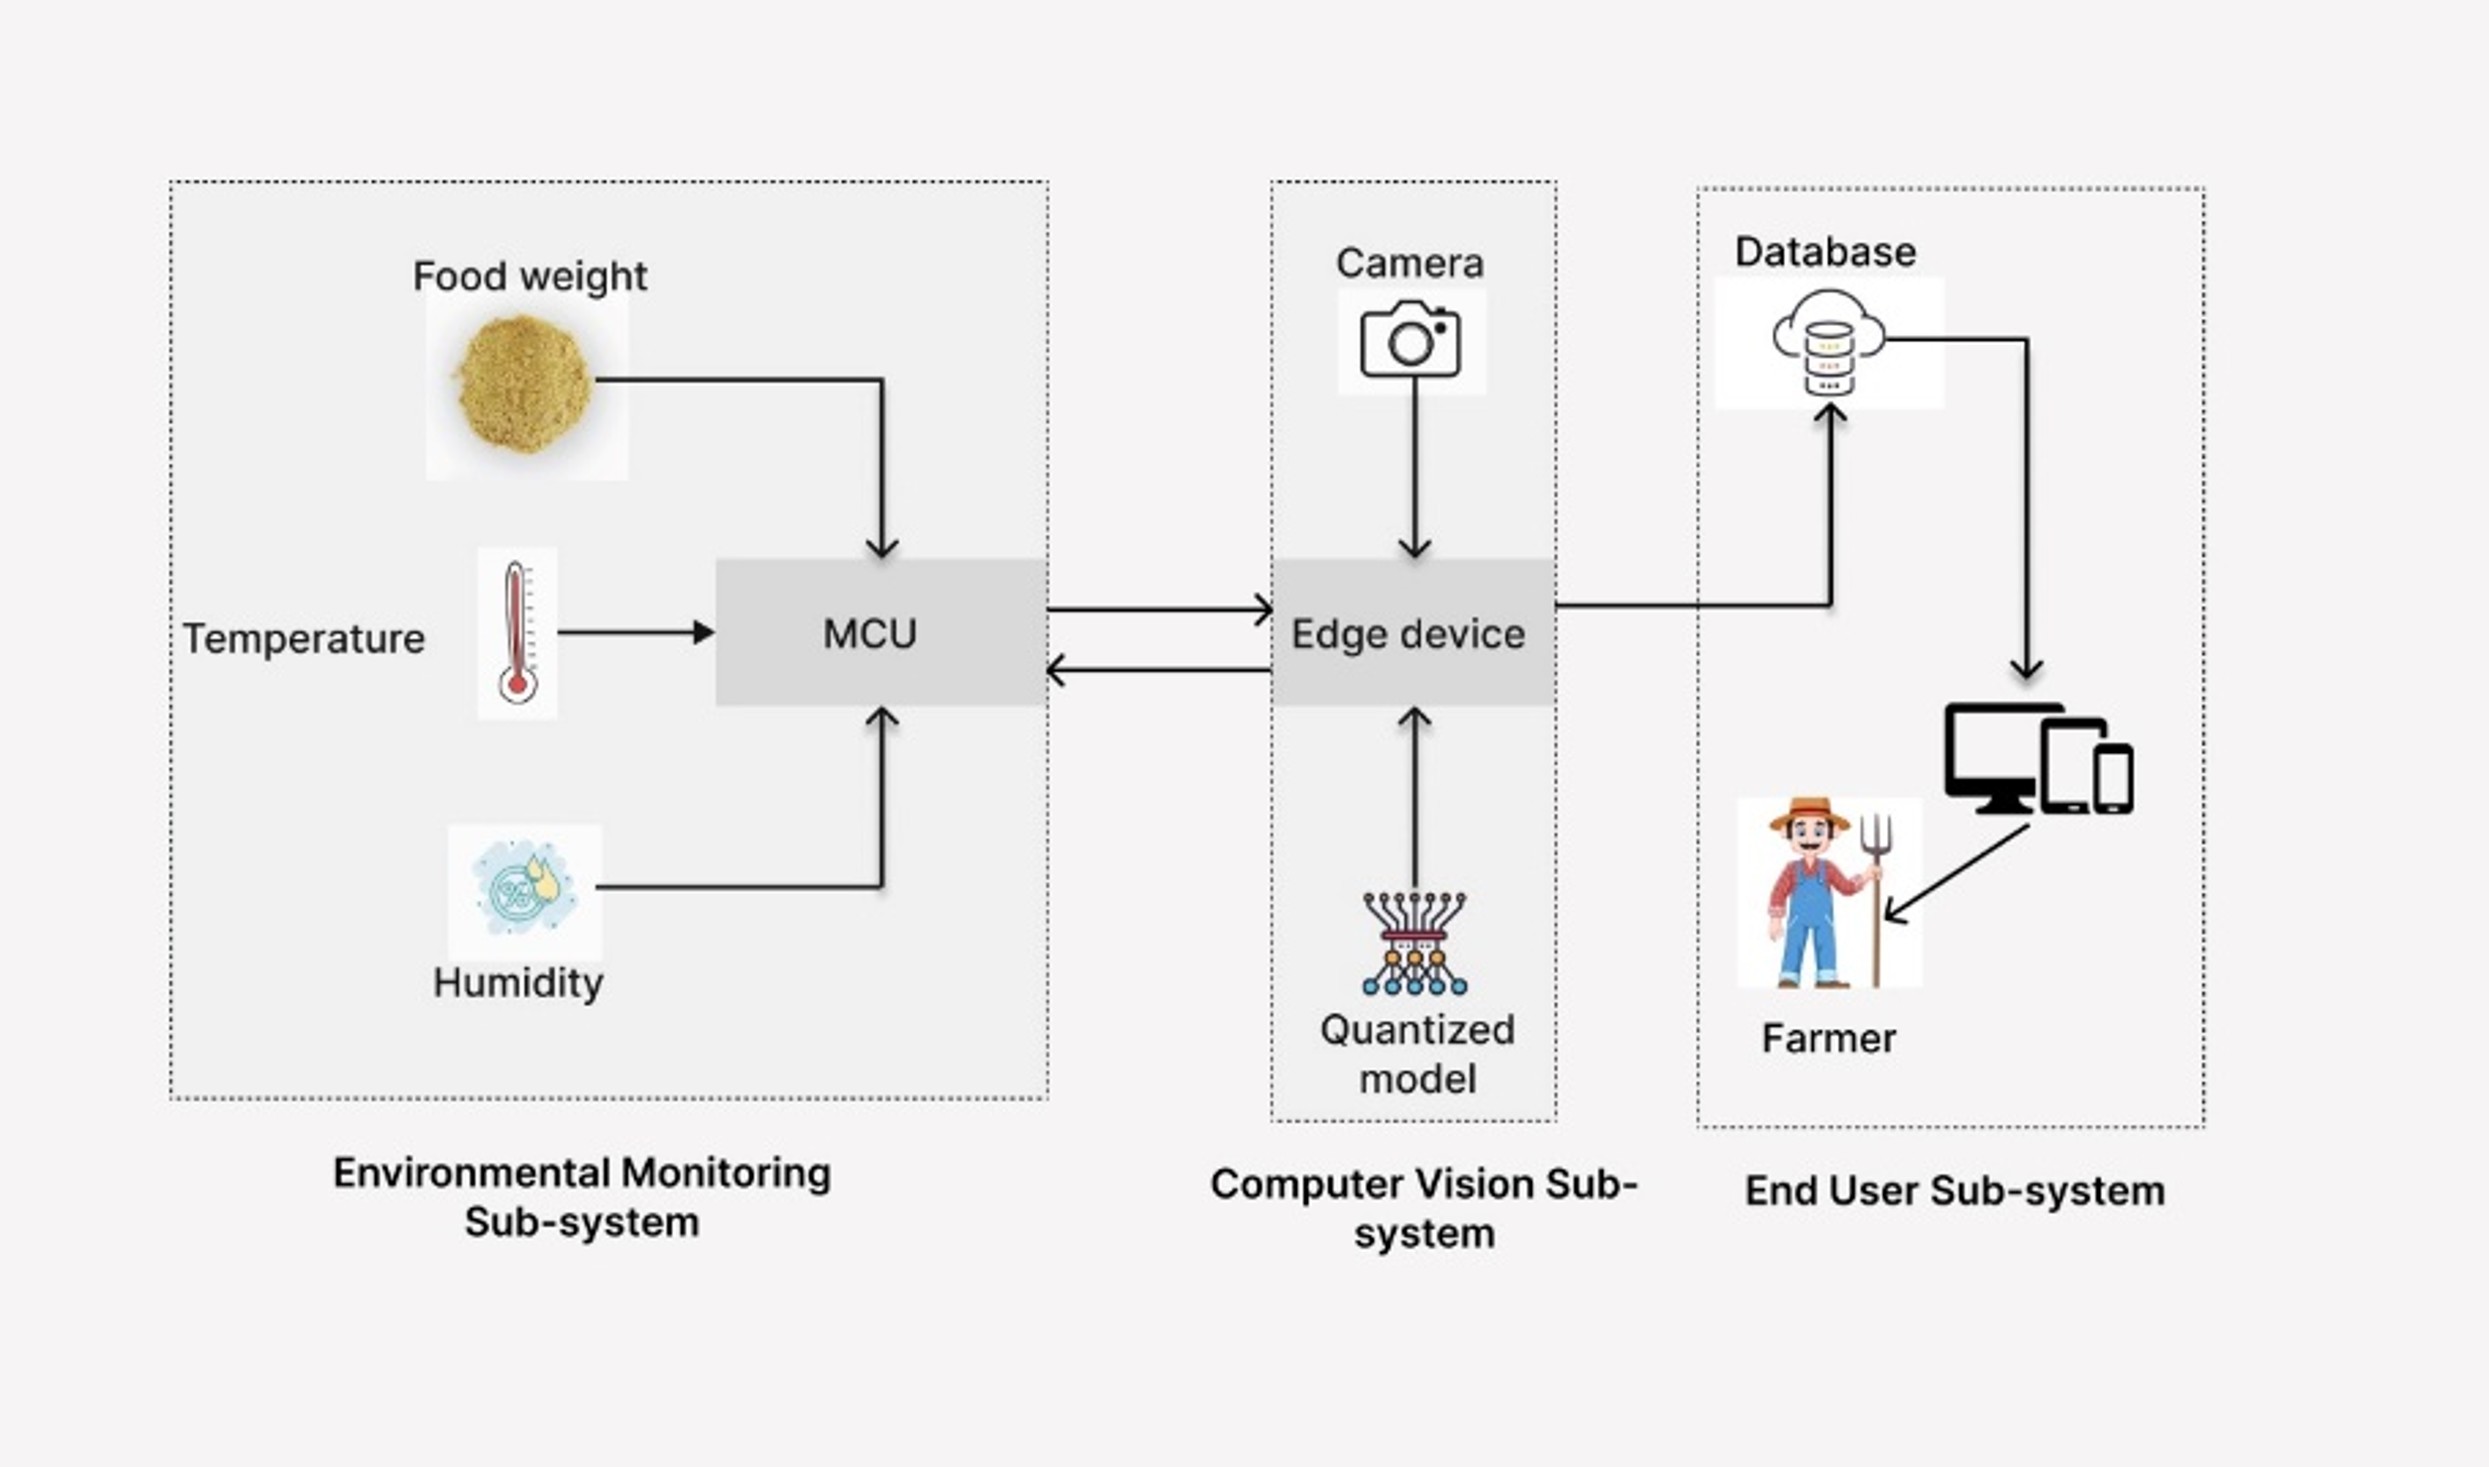 Food weight
Temperature
MCU
Humidity
Environmental Monitoring
Sub-system
Camera
Edge device
Quantized
model
Computer Vision Sub-
system
Database
Farmer
End User Sub-system